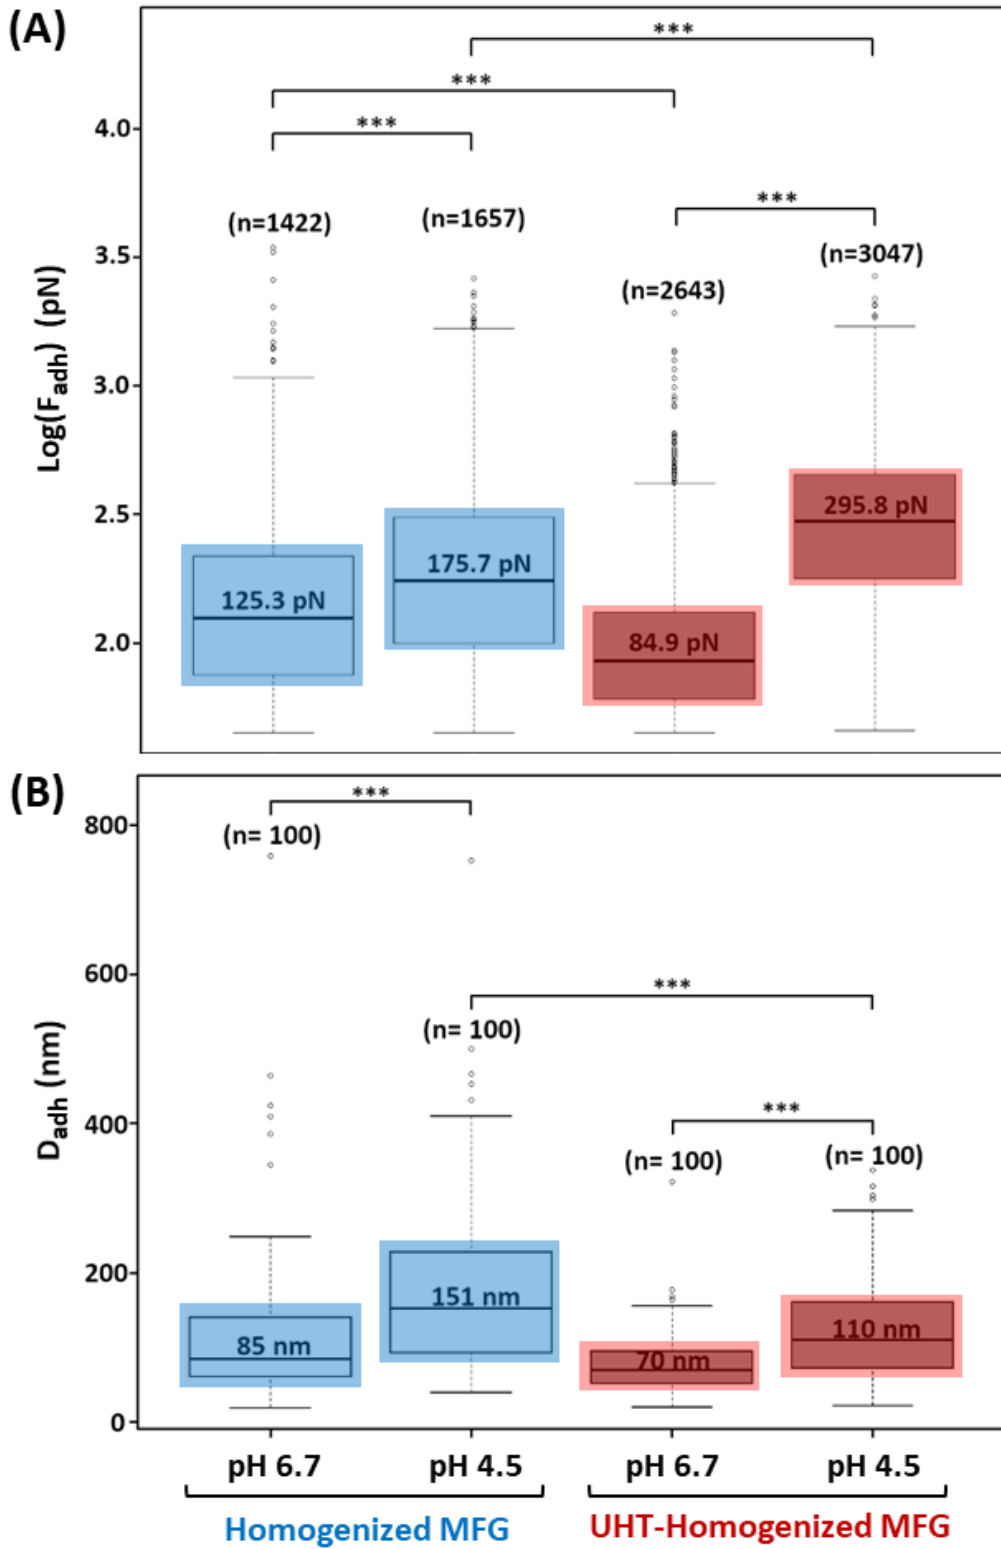 (A)
***
***
***
4.0
(n=1422)
(n=1657)
***
3.5
(n=2643)
(n=3047)
Log(Fadh) (pN)
3.0
2.5
125.3 pN
175.7 pN
84.9 pN
295.8 pN
2.0
(B)
***
800
(n= 100)
600
***
(n= 100)
Dadh (nm)
400
***
(n= 100)
(n= 100)
200
85 nm
151 nm
70 nm
110 nm
0
pH 6.7 pH 4.5 pH 6.7 pH 4.5
Homogenized MFG UHT-Homogenized MFG